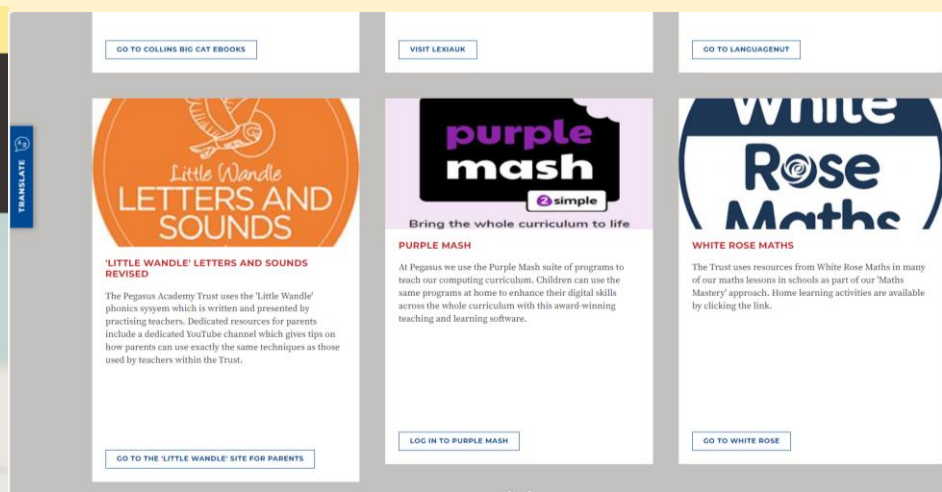 GO TO COLLINS BIG CAT EBOOKS
VISIT LEXIAUK
GO TO LANGUAGENUT
TRANSLATE
Little Wandle
LETTERS AND
SOUNDS
'LITTLE WANDLE' LETTERS AND SOUNDS
REVISED
The Pegasus Academy Trust uses the 'Little Wandle'
phonics sysyem which is written and presented by
practising teachers. Dedicated resources for parents
include a dedicated YouTube channel which gives tips on
how parents can use exactly the same techniques as those
used by teachers within the Trust.
GO TO THE 'LITTLE WANDLE' SITE FOR PARENTS
purple
mash
2 simple
Bring the whole curriculum to life
PURPLE MASH
At Pegasus we use the Purple Mash suite of programs to
teach our computing curriculum. Children can use the
same programs at home to enhance their digital skills
across the whole curriculum with this award-winning
teaching and learning software.
LOG IN TO PURPLE MASH
White
Rose
Maths
WHITE ROSE MATHS
The Trust uses resources from White Rose Maths in many
of our maths lessons in schools as part of our 'Maths
Mastery' approach. Home learning activities are available
by clicking the link.
GO TO WHITE ROSE